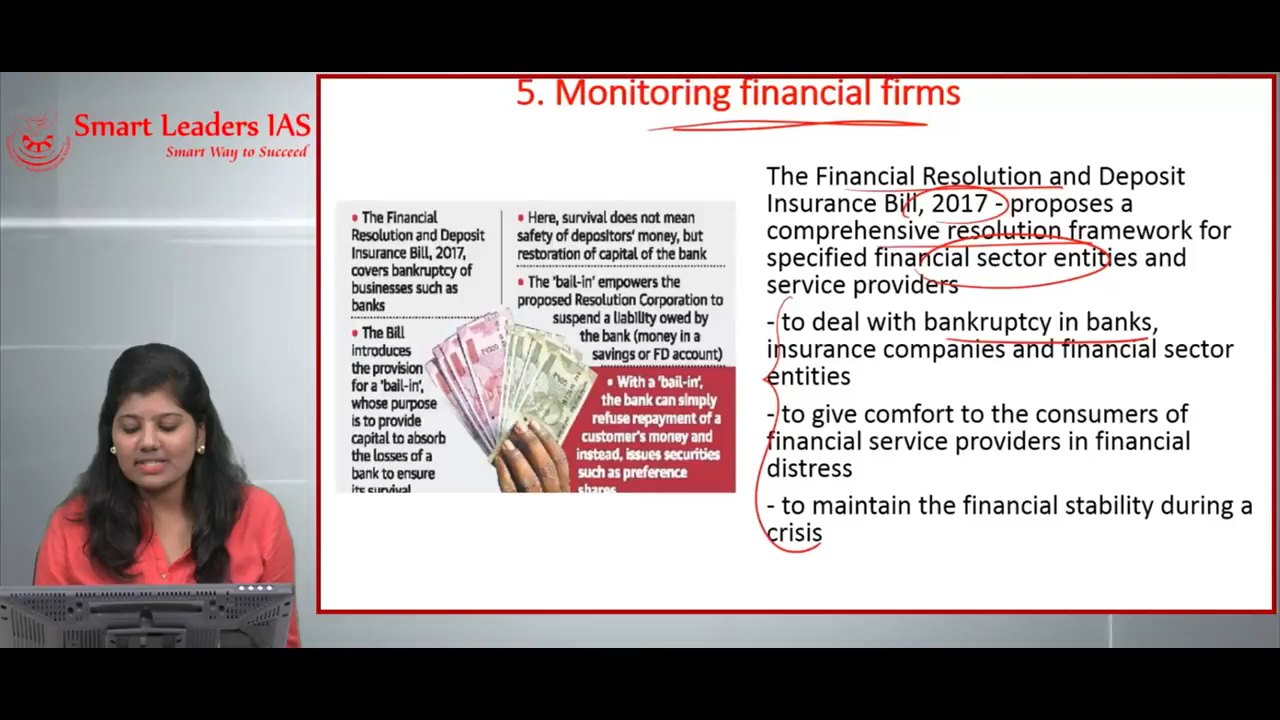 Smart Leaders IAS
Smart Way to Succeed
5. Monitoring financial firms
• The Financial
Resolution and Deposit
Insurance Bill, 2017,
covers bankruptcy of
businesses such as
banks
• The Bill
introduces
the provision
for a 'bail-in',
whose purpose
is to provide
capital to absorb
the losses of a
bank to ensure
its survival
• Here, survival does not mean
safety of depositors' money, but
restoration of capital of the bank
• The 'bail-in' empowers the
proposed Resolution Corporation to
suspend a liability owed by
the bank (money in a
savings or FD account)
• With a 'bail-in',
the bank can simply
refuse repayment of a
customer's money and
instead, issues securities
such as preference
shares
The Financial Resolution and Deposit
Insurance Bill, 2017 - proposes a
comprehensive resolution framework for
specified financial sector entities and
service providers
- to deal with bankruptcy in banks,
insurance companies and financial sector
entities
- to give comfort to the consumers of
financial service providers in financial
distress
- to maintain the financial stability during a
crisis